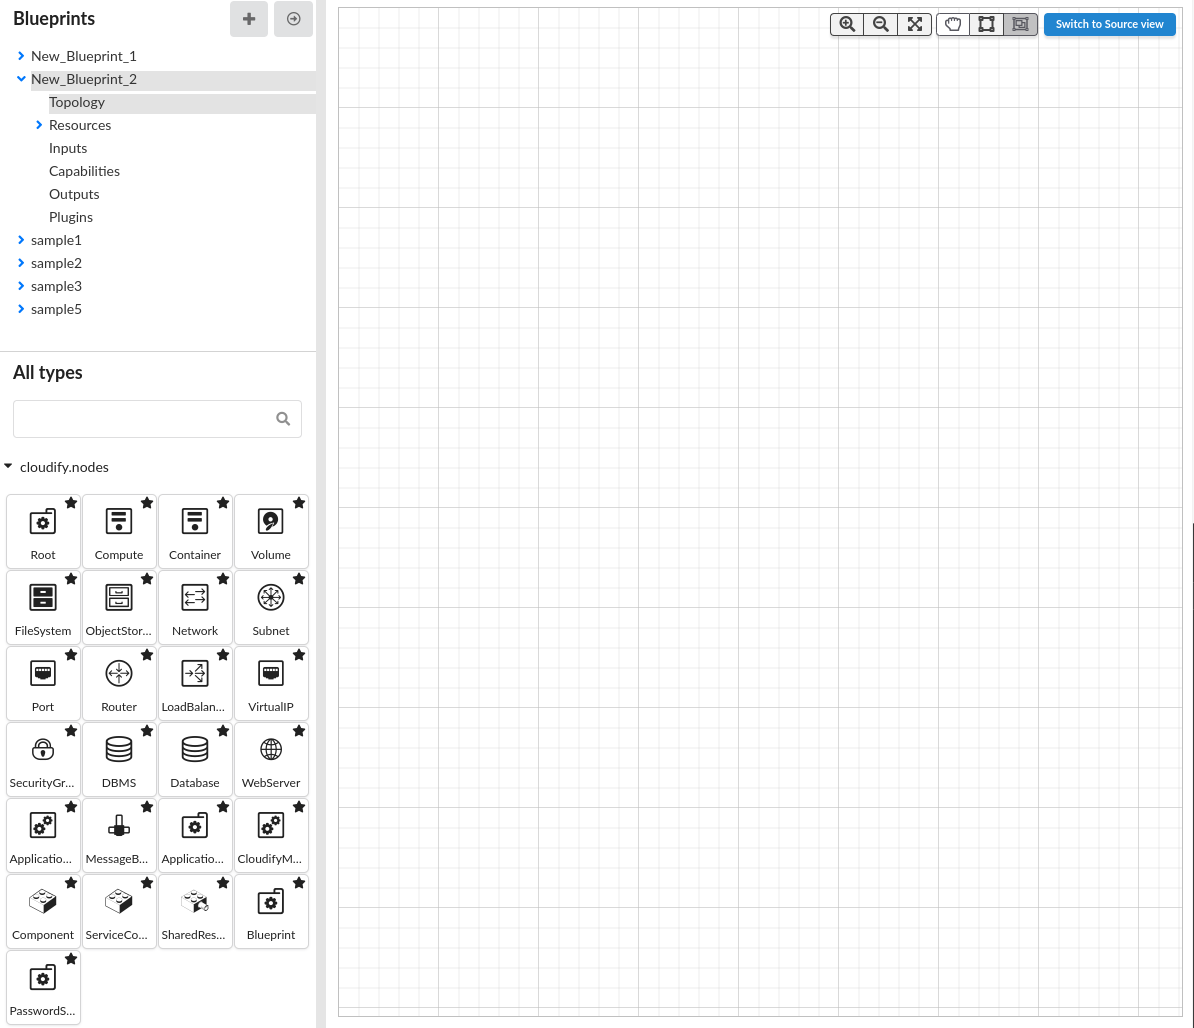 Blueprints
New_Blueprint_1
New_Blueprint_2
Topology
Resources
Inputs
Capabilities
Outputs
Plugins
sample1
sample2
sample3
sample5
Switch to Source view
All types
cloudify.nodes
Root Compute Container Volume
FileSystem ObjectStor... Network Subnet
Port Router LoadBalan... VirtualIP
SecurityGr... DBMS Database WebServer
Applicatio... MessageB... Applicatio... CloudifyM...
Component ServiceCo... SharedRes... Blueprint
PasswordS...